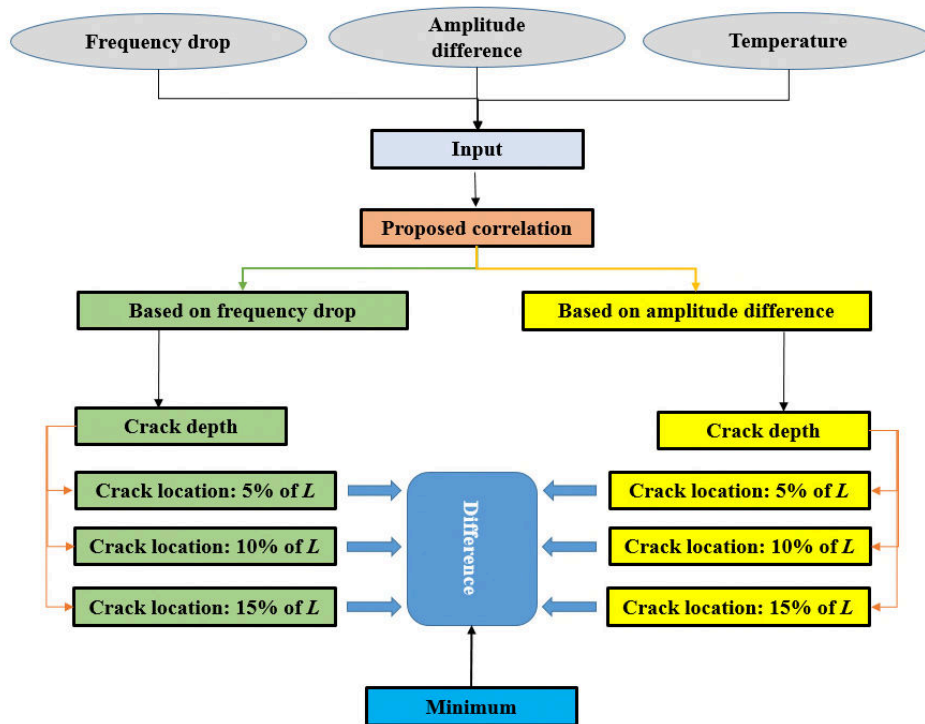 Frequency drop
Amplitude
difference
Temperature
Input
Proposed correlation
Based on frequency drop
Based on amplitude difference
Crack depth
Crack depth
Crack location: 5% of L
Crack location: 10% of L
Crack location: 15% of L
Difference
Crack location: 5% of L
Crack location: 10% of L
Crack location: 15% of L
Minimum